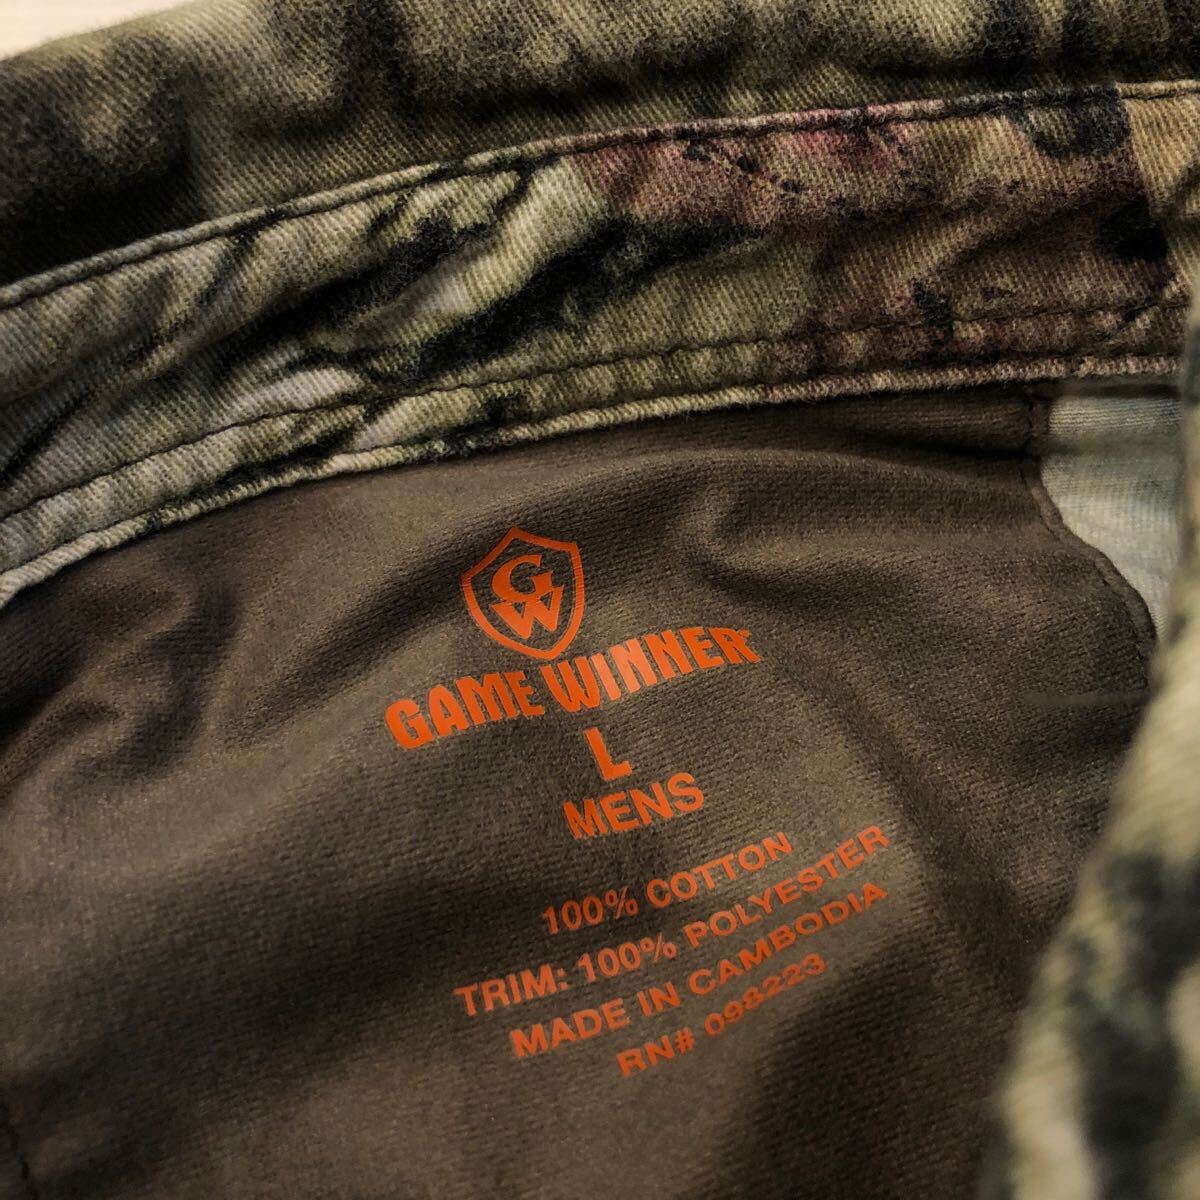 GW
GAME WINNER
L
MENS
100% COTTON
TRIM: 100% POLYESTER
MADE IN CAMBODIA
RN# 098223